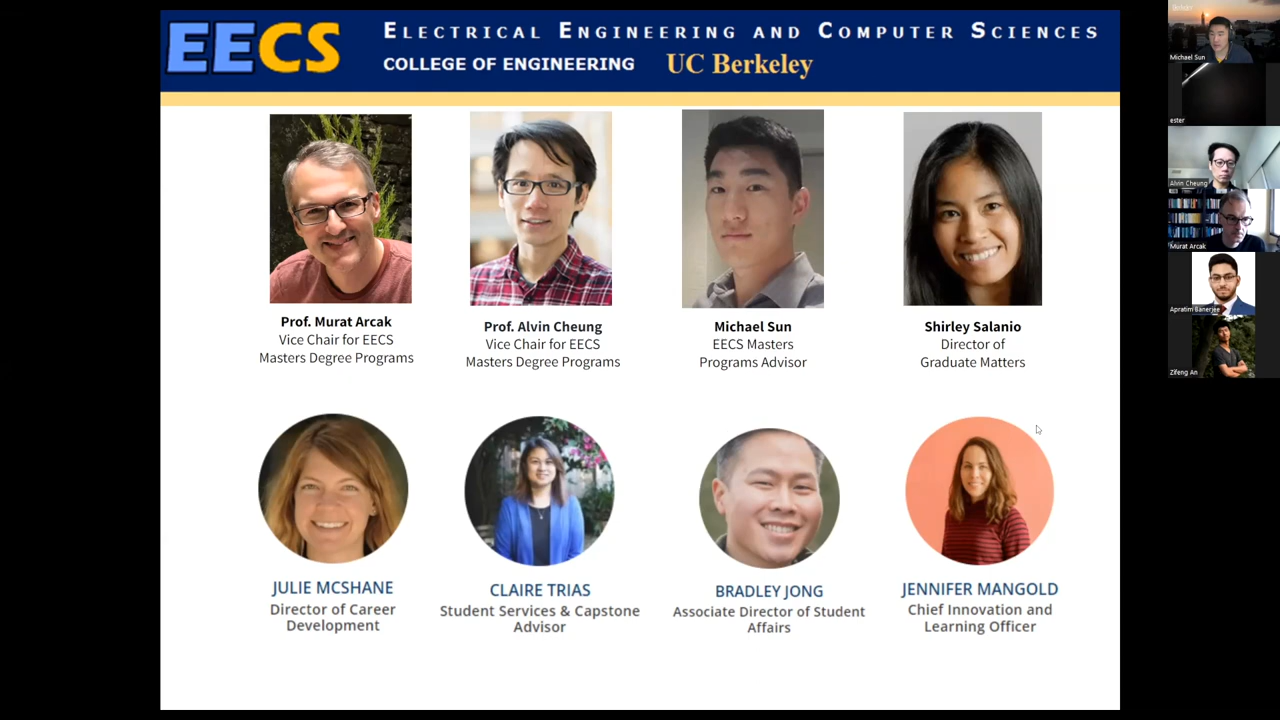 EECS
ELECTRICAL ENGINEERING AND COMPUTER SCIENCES
COLLEGE OF ENGINEERING UC Berkeley
Prof. Murat Arcak
Vice Chair for EECS
Masters Degree Programs
Prof. Alvin Cheung
Vice Chair for EECS
Masters Degree Programs
Michael Sun
EECS Masters
Programs Advisor
Shirley Salanio
Director of
Graduate Matters
JULIE MCSHANE
Director of Career
Development
CLAIRE TRIAS
Student Services & Capstone
Advisor
BRADLEY JONG
Associate Director of Student
Affairs
JENNIFER MANGOLD
Chief Innovation and
Learning Officer
Michael Sun
ester
Alvin Cheung
Murat Arcak
Apratim Banerjee
Zifeng An